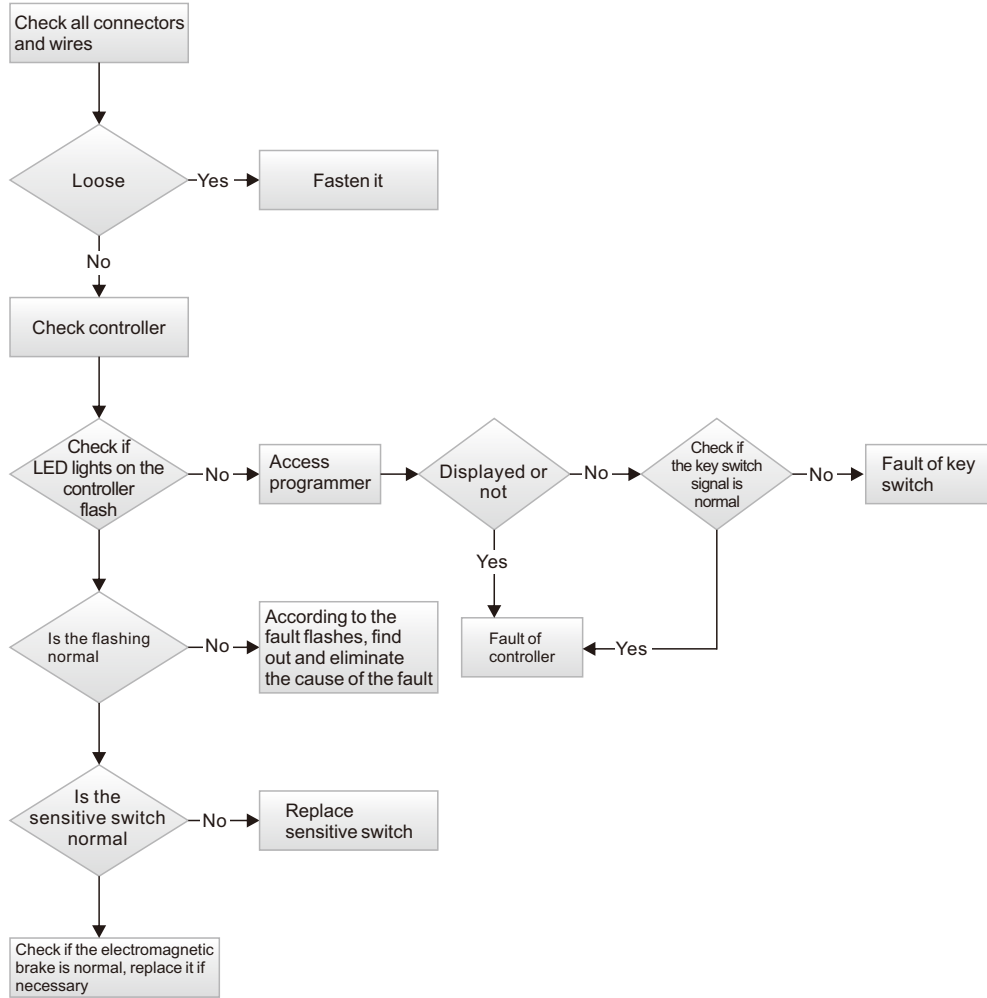 Check all connectors
and wires
Loose
Yes
Fasten it
No
Check controller
Check if
LED lights on the
controller
flash
No
Access
programmer
Displayed or
not
No
Check if
the key switch
signal is
normal
No
Fault of key
switch
Yes
Fault of
controller
Yes
Is the flashing
normal
No
According to the
fault flashes, find
out and eliminate
the cause of the fault
Is the
sensitive switch
normal
No
Replace
sensitive switch
Check if the electromagnetic
brake is normal, replace it if
necessary